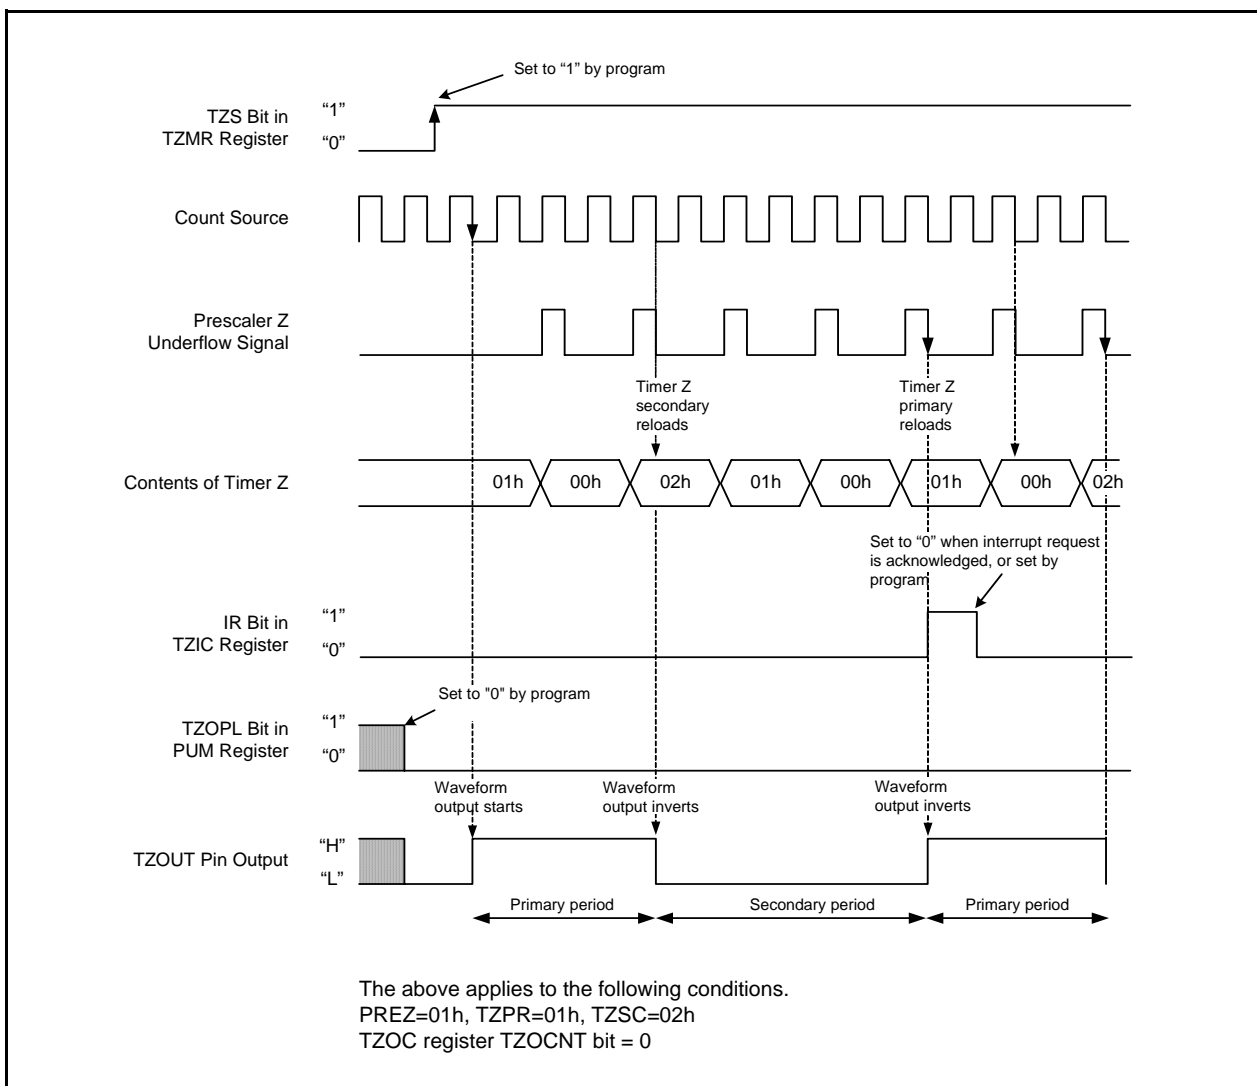 Set to “1” by program
TZS Bit in
TZMR Register
“1”
“0”
Count Source
Prescaler Z
Underflow Signal
Timer Z
secondary
reloads
Timer Z
primary
reloads
Contents of Timer Z
01h
00h
02h
01h
00h
01h
00h
02h
Set to “0” when interrupt request
is acknowledged, or set by
program
IR Bit in
TZIC Register
“1”
“0”
Set to "0" by program
TZOPL Bit in
PUM Register
“1”
“0”
Waveform
output starts
Waveform
output inverts
Waveform
output inverts
TZOUT Pin Output
“H”
“L”
Primary period
Secondary period
Primary period
The above applies to the following conditions.
PREZ=01h, TZPR=01h, TZSC=02h
TZOC register TZOCNT bit = 0